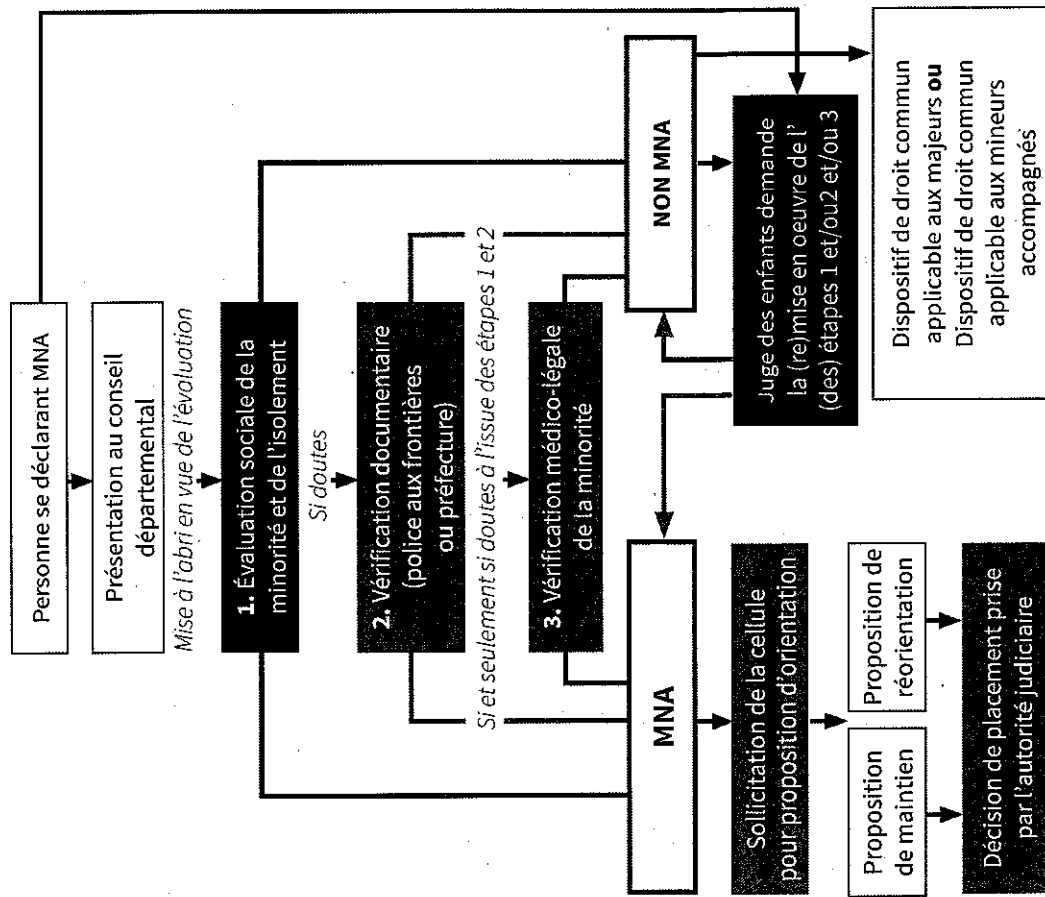 Personne se déclarant MNA
Présentation au conseil
départemental
Mise à l'abri en vue de l'évaluation
1. Évaluation sociale de la
minorité et de l'isolement
Si doutes
2. Vérification documentaire
(police aux frontières
ou préfecture)
Si et seulement si doutes à l'issue des étapes 1 et 2
3. Vérification médico-légale
de la minorité
MNA
NON MNA
Sollicitation de la cellule
pour proposition d'orientation
Juge des enfants demande
la (re)mise en oeuvre de l'
(des) étapes 1 et/ou2 et/ou 3
Proposition
de maintien
Proposition de
réorientation
Décision de placement prise
par l'autorité judiciaire
Dispositif de droit commun
applicable aux majeurs ou
Dispositif de droit commun
applicable aux mineurs
accompagnés